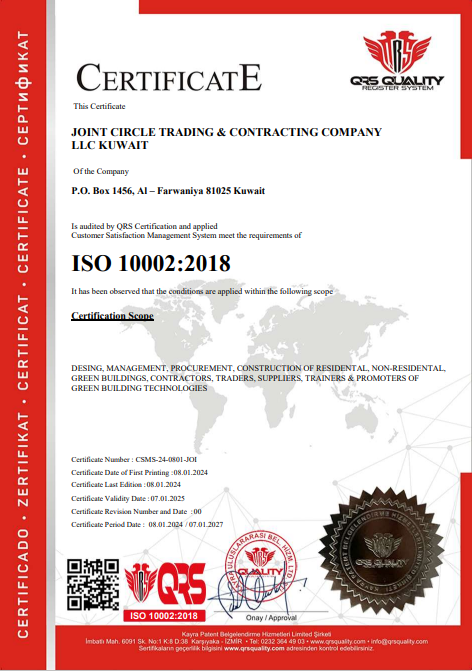 CERTIFICADO • ZERTIFIKAT • CERTIFICAT • CERTIFICATE • СЕРТИФИКАТ
CERTIFICATE
QRS QUALITY
REGISTER SYSTEM
This Certificate
JOINT CIRCLE TRADING & CONTRACTING COMPANY
LLC KUWAIT
Of the Company
P.O. Box 1456, Al – Farwaniya 81025 Kuwait
Is audited by QRS Certification and applied
Customer Satisfaction Management System meet the requirements of
ISO 10002:2018
It has been observed that the conditions are applied within the following scope
Certification Scope
DESING, MANAGEMENT, PROCUREMENT, CONSTRUCTION OF RESIDENTAL, NON-RESIDENTAL,
GREEN BUILDINGS, CONTRACTORS, TRADERS, SUPPLIERS, TRAINERS & PROMOTERS OF
GREEN BUILDING TECHNOLOGIES
Certificate Number : CSMS-24-0801-JOI
Certificate Date of First Printing :08.01.2024
Certificate Last Edition :08.01.2024
Certificate Validity Date :07.01.2025
Certificate Revision Number and Date :00
Certificate Period Date : 08.01.2024 / 07.01.2027
QRS
ISO 10002:2018
QUALITY
Onay / Approval
QRS QUALITY
Kayra Patent Belgelendirme Hizmetleri Limited Şirketi
İmbatlı Mah. 6091 Sk. No:1 K:8 D:38 Karşıyaka - İZMİR • Tel: 0232 364 49 03 • www.qrsquality.com • info@qrsquality.com
Sertifikaların geçerlilik bilgisini www.qrsquality.com adresinden kontrol edebilirsiniz.